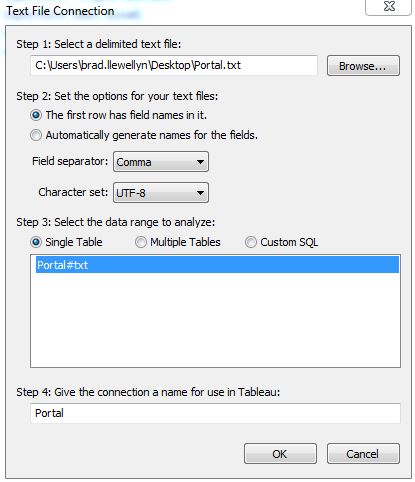 Text File Connection
Step 1: Select a delimited text file:
C:\Users\brad.llewellyn\Desktop\Portal.txt
Browse...
Step 2: Set the options for your text files:
The first row has field names in it.
Automatically generate names for the fields.
Field separator: Comma
Character set: UTF-8
Step 3: Select the data range to analyze:
Single Table Multiple Tables Custom SQL
Portal#txt
Step 4: Give the connection a name for use in Tableau:
Portal
OK Cancel